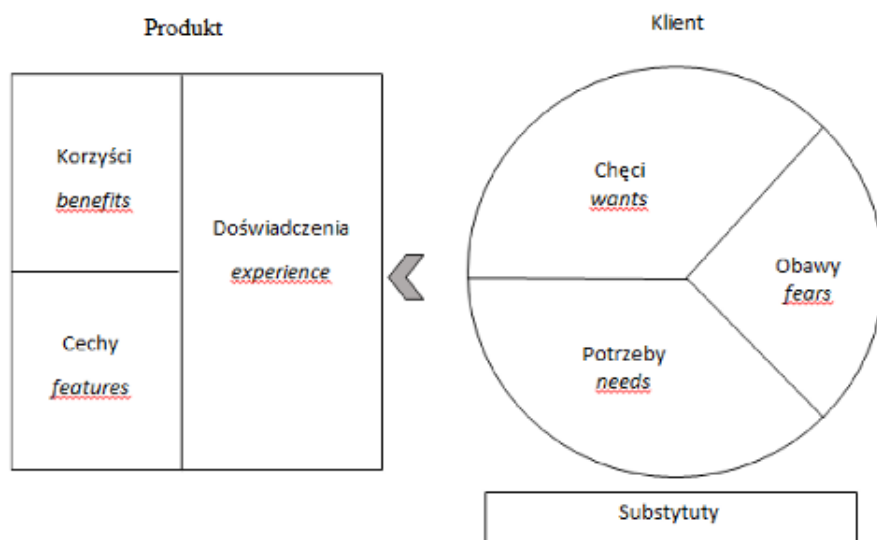 Produkt
Korzyści
benefits
Cechy
features
Doświadczenia
experience
Klient
Chęci
wants
Obawy
fears
Potrzeby
needs
Substytuty